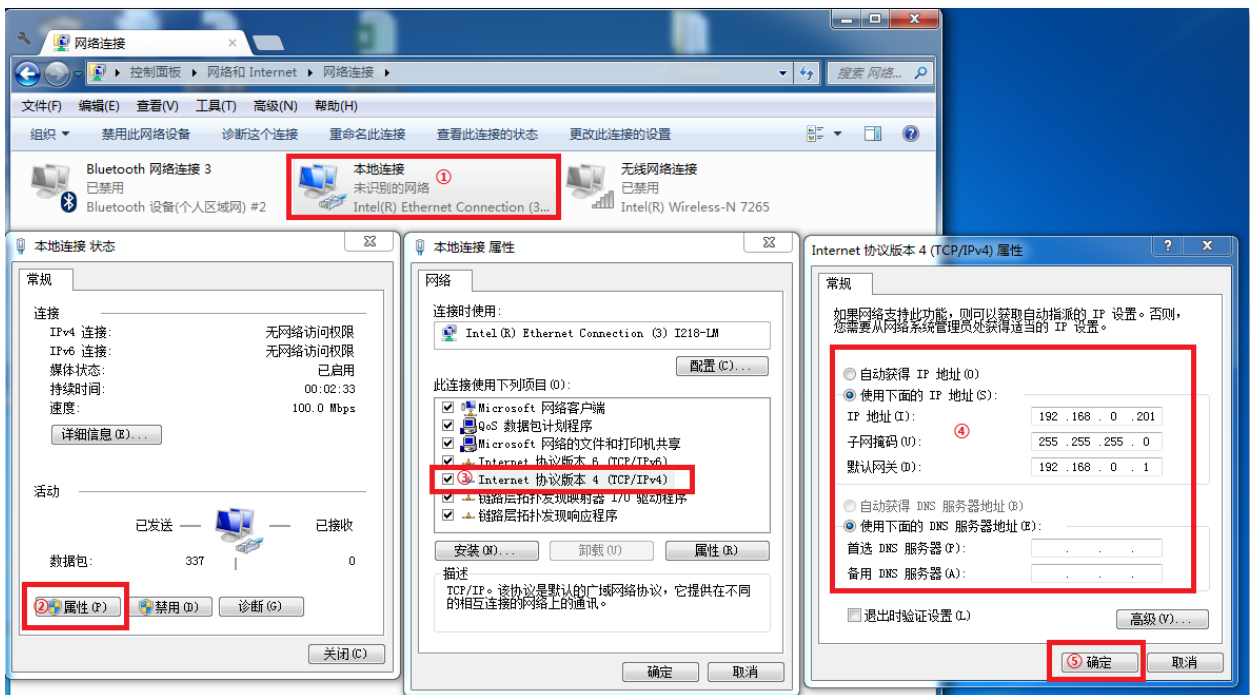 网络连接
控制面板 网络和 Internet 网络连接
搜索 网络...
文件(F) 编辑(E) 查看(V) 工具(T) 高级(N) 帮助(H)
组织 禁用此网络设备 诊断这个连接 重命名此连接 查看此连接的状态 更改此连接的设置
Bluetooth 网络连接 3
已禁用
Bluetooth 设备(个人区域网) #2
本地连接
未识别的网络
Intel(R) Ethernet Connection (3...
①
无线网络连接
已禁用
Intel(R) Wireless-N 7265
本地连接 状态
常规
连接
IPv4 连接: 无网络访问权限
IPv6 连接: 无网络访问权限
媒体状态: 已启用
持续时间: 00:02:33
速度: 100.0 Mbps
详细信息(E)...
活动
已发送 — — 已接收
数据包: 337 0
②属性(P) 禁用(D) 诊断(G)
关闭(C)
本地连接 属性
网络
连接时使用:
Intel(R) Ethernet Connection (3) I218-LM
配置(C)...
此连接使用下列项目(O):
Microsoft 网络客户端
QoS 数据包计划程序
Microsoft 网络的文件和打印机共享
Internet 协议版本 6 (TCP/IPv6)
③ Internet 协议版本 4 (TCP/IPv4)
链路层拓扑发现映射器 I/O 驱动程序
链路层拓扑发现响应程序
安装(N)... 卸载(U) 属性(R)
描述
TCP/IP。该协议是默认的广域网络协议，它提供在不同
的相互连接的网络上的通讯。
确定 取消
Internet 协议版本 4 (TCP/IPv4) 属性
常规
如果网络支持此功能，则可以获取自动指派的 IP 设置。否则，
您需要从网络系统管理员处获得适当的 IP 设置。
自动获得 IP 地址(O)
使用下面的 IP 地址(S):
IP 地址(I): 192 .168 . 0 .201
子网掩码(U): 255 .255 .255 . 0
④
默认网关(D): 192 .168 . 0 . 1
自动获得 DNS 服务器地址(B)
使用下面的 DNS 服务器地址(E):
首选 DNS 服务器(P): . . .
备用 DNS 服务器(A): . . .
退出时验证设置(L)
高级(V)...
⑤确定 取消